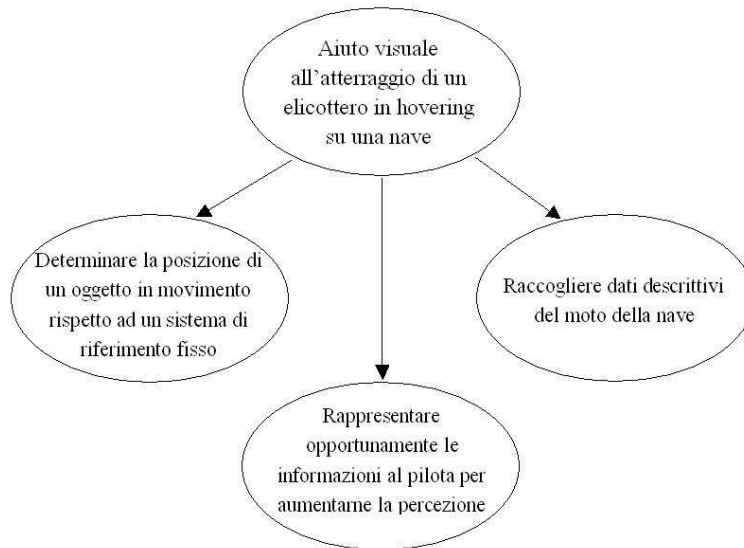 Aiuto visuale
all'atterraggio di un
elicottero in hovering
su una nave
Determinare la posizione di
un oggetto in movimento
rispetto ad un sistema di
riferimento fisso
Raccogliere dati descrittivi
del moto della nave
Rappresentare
opportunamente le
informazioni al pilota per
aumentarne la percezione